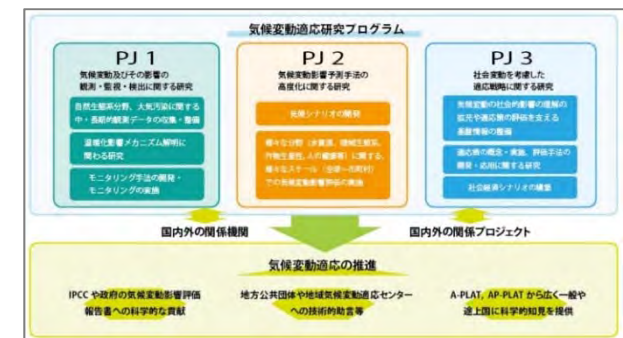 気候変動適応研究プログラム
PJ 1
気候変動及びその影響の
観測・監視・検出に関する研究
自然生態系分野、大気汚染に関する
中・長期的観測データの収集・整備
温暖化影響メカニズム解明に
関わる研究
モニタリング手法の開発・
モニタリングの実施
PJ 2
気候変動影響予測手法の
高度化に関する研究
気候シナリオの開発
様々な分野（水資源、陸域生態系、
作物生産性、人の健康等）に関する、
様々なスケール（全球～市町村）
での気候変動影響評価の実施
PJ 3
社会変動を考慮した
適応戦略に関する研究
気候変動の社会的影響の理解の
拡充や適応策の評価を支える
基盤情報の整備
適応策の概念・実施、評価手法の
開発・応用に関する研究
社会経済シナリオの構築
国内外の関係機関
国内外の関係プロジェクト
気候変動適応の推進
IPCC や政府の気候変動影響評価
報告書への科学的な貢献
地方公共団体や地域気候変動適応センター
への技術的助言等
A-PLAT, AP-PLAT から広く一般や
途上国に科学的知見を提供